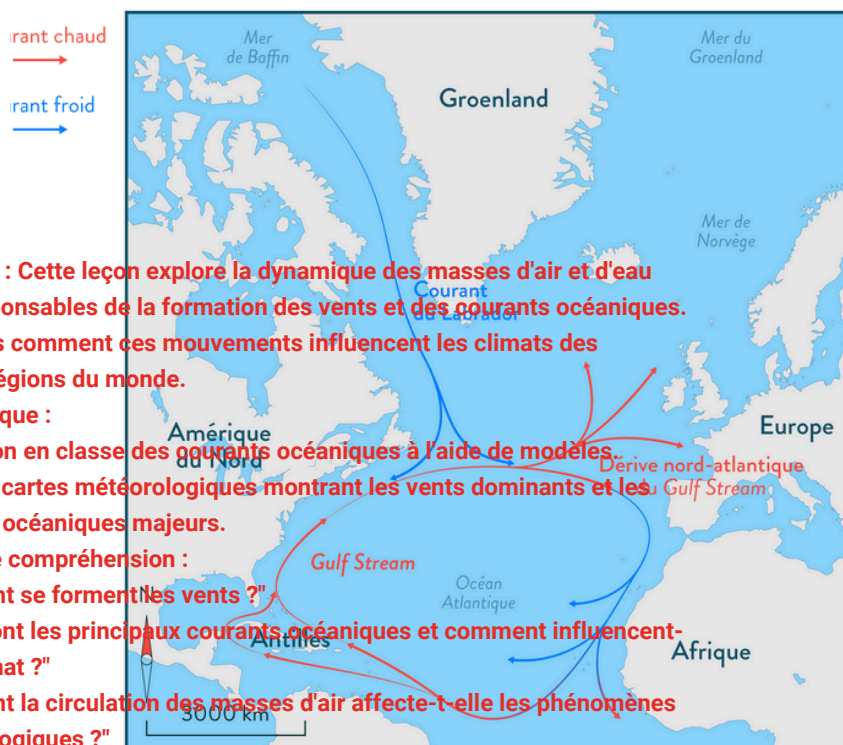 urant chaud
Mer
de Baffin
Mer du
Groenland
urant froid
Groenland
Mer de
Norvège
: Cette leçon explore la dynamique des masses d'air et d'eau
Courant
du Labrador
ponsables de la formation des vents et des courants océaniques.
s comment ces mouvements influencent les climats des
égions du monde.
que :
Amérique
du Nord
Europe
on en classe des courants océaniques à l'aide de modèles.
Dérive nord-atlantique
du Gulf Stream
cartes météorologiques montrant les vents dominants et les
océaniques majeurs.
e compréhension :
Gulf Stream
Océan
Atlantique
nt se forment les vents ?"
N
ont les principaux courants océaniques et comment influencent-
Antilles
Afrique
mat ?"
nt la circulation des masses d'air affecte-t-elle les phénomènes
3000 km
ogiques ?"